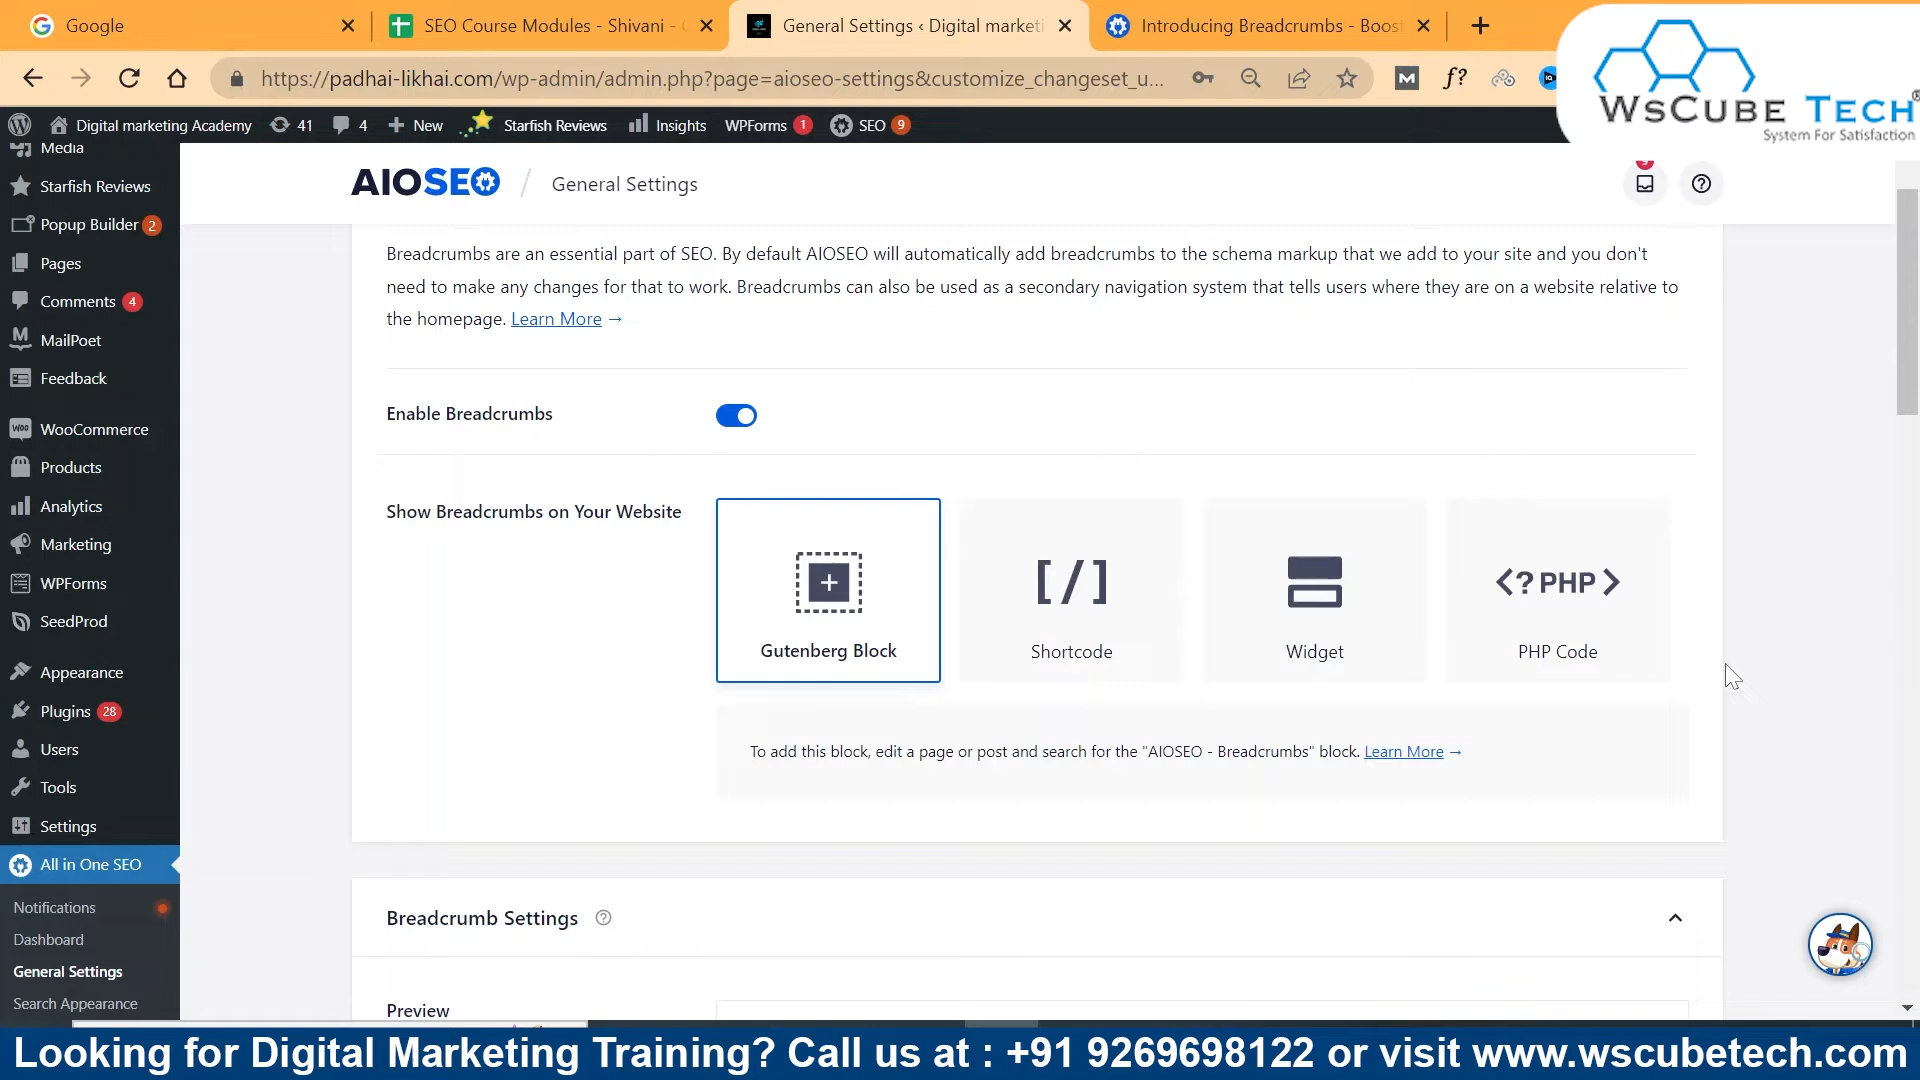 Google
SEO Course Modules - Shivani -
General Settings ‹ Digital marketi
Introducing Breadcrumbs - Boost
https://padhai-likhai.com/wp-admin/admin.php?page=aioseo-settings&customize_changeset_u...
M
f?
WsCube Tech®
System For Satisfaction
Digital marketing Academy
41
4
New
Starfish Reviews
Insights
WPForms 1
SEO 9
Media
Starfish Reviews
Popup Builder 2
Pages
Comments 4
MailPoet
Feedback
WooCommerce
Products
Analytics
Marketing
WPForms
SeedProd
Appearance
Plugins 28
Users
Tools
Settings
All in One SEO
Notifications
Dashboard
General Settings
Search Appearance
AIOSEO / General Settings
Breadcrumbs are an essential part of SEO. By default AIOSEO will automatically add breadcrumbs to the schema markup that we add to your site and you don't
need to make any changes for that to work. Breadcrumbs can also be used as a secondary navigation system that tells users where they are on a website relative to
the homepage. Learn More →
Enable Breadcrumbs
Show Breadcrumbs on Your Website
Gutenberg Block
[/]
Shortcode
Widget
<? PHP >
PHP Code
To add this block, edit a page or post and search for the "AIOSEO - Breadcrumbs" block. Learn More →
Breadcrumb Settings
Preview
Looking for Digital Marketing Training? Call us at : +91 9269698122 or visit www.wscubetech.com